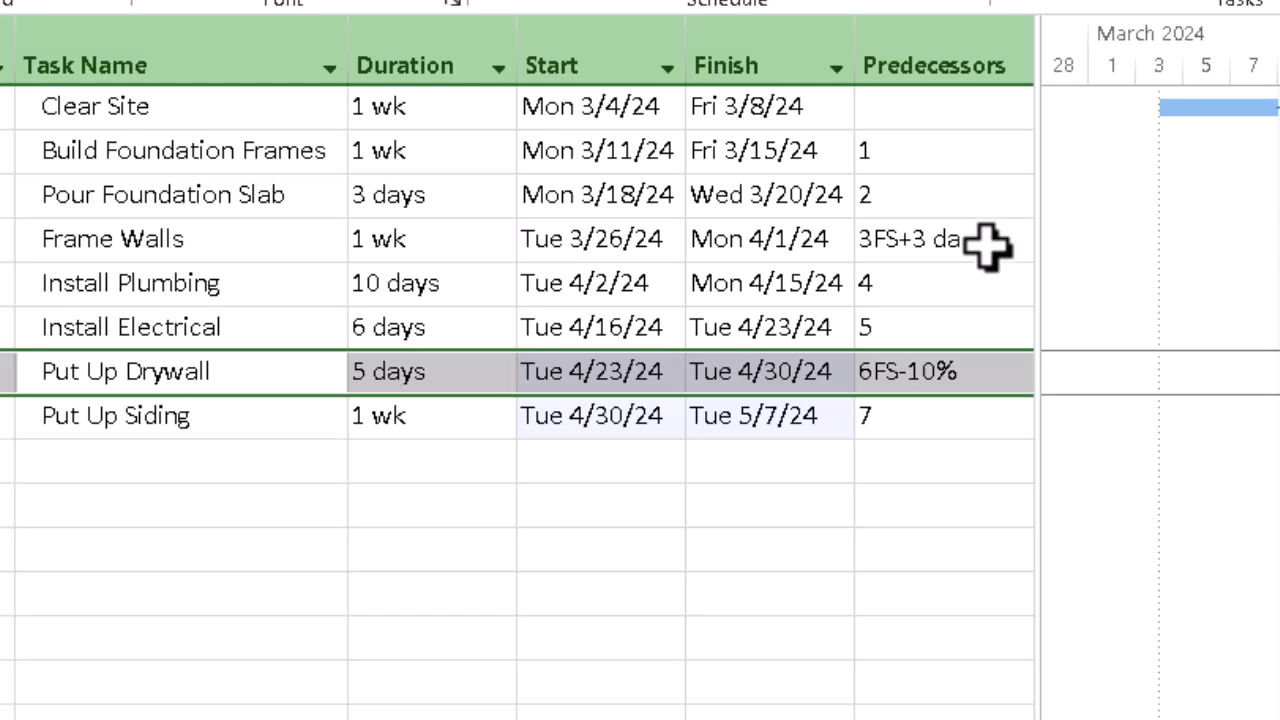 Font Schedule Tasks
March 2024
Task Name Duration Start Finish Predecessors 28 1 3 5 7
Clear Site 1 wk Mon 3/4/24 Fri 3/8/24
Build Foundation Frames 1 wk Mon 3/11/24 Fri 3/15/24 1
Pour Foundation Slab 3 days Mon 3/18/24 Wed 3/20/24 2
Frame Walls 1 wk Tue 3/26/24 Mon 4/1/24 3FS+3 da
Install Plumbing 10 days Tue 4/2/24 Mon 4/15/24 4
Install Electrical 6 days Tue 4/16/24 Tue 4/23/24 5
Put Up Drywall 5 days Tue 4/23/24 Tue 4/30/24 6FS-10%
Put Up Siding 1 wk Tue 4/30/24 Tue 5/7/24 7